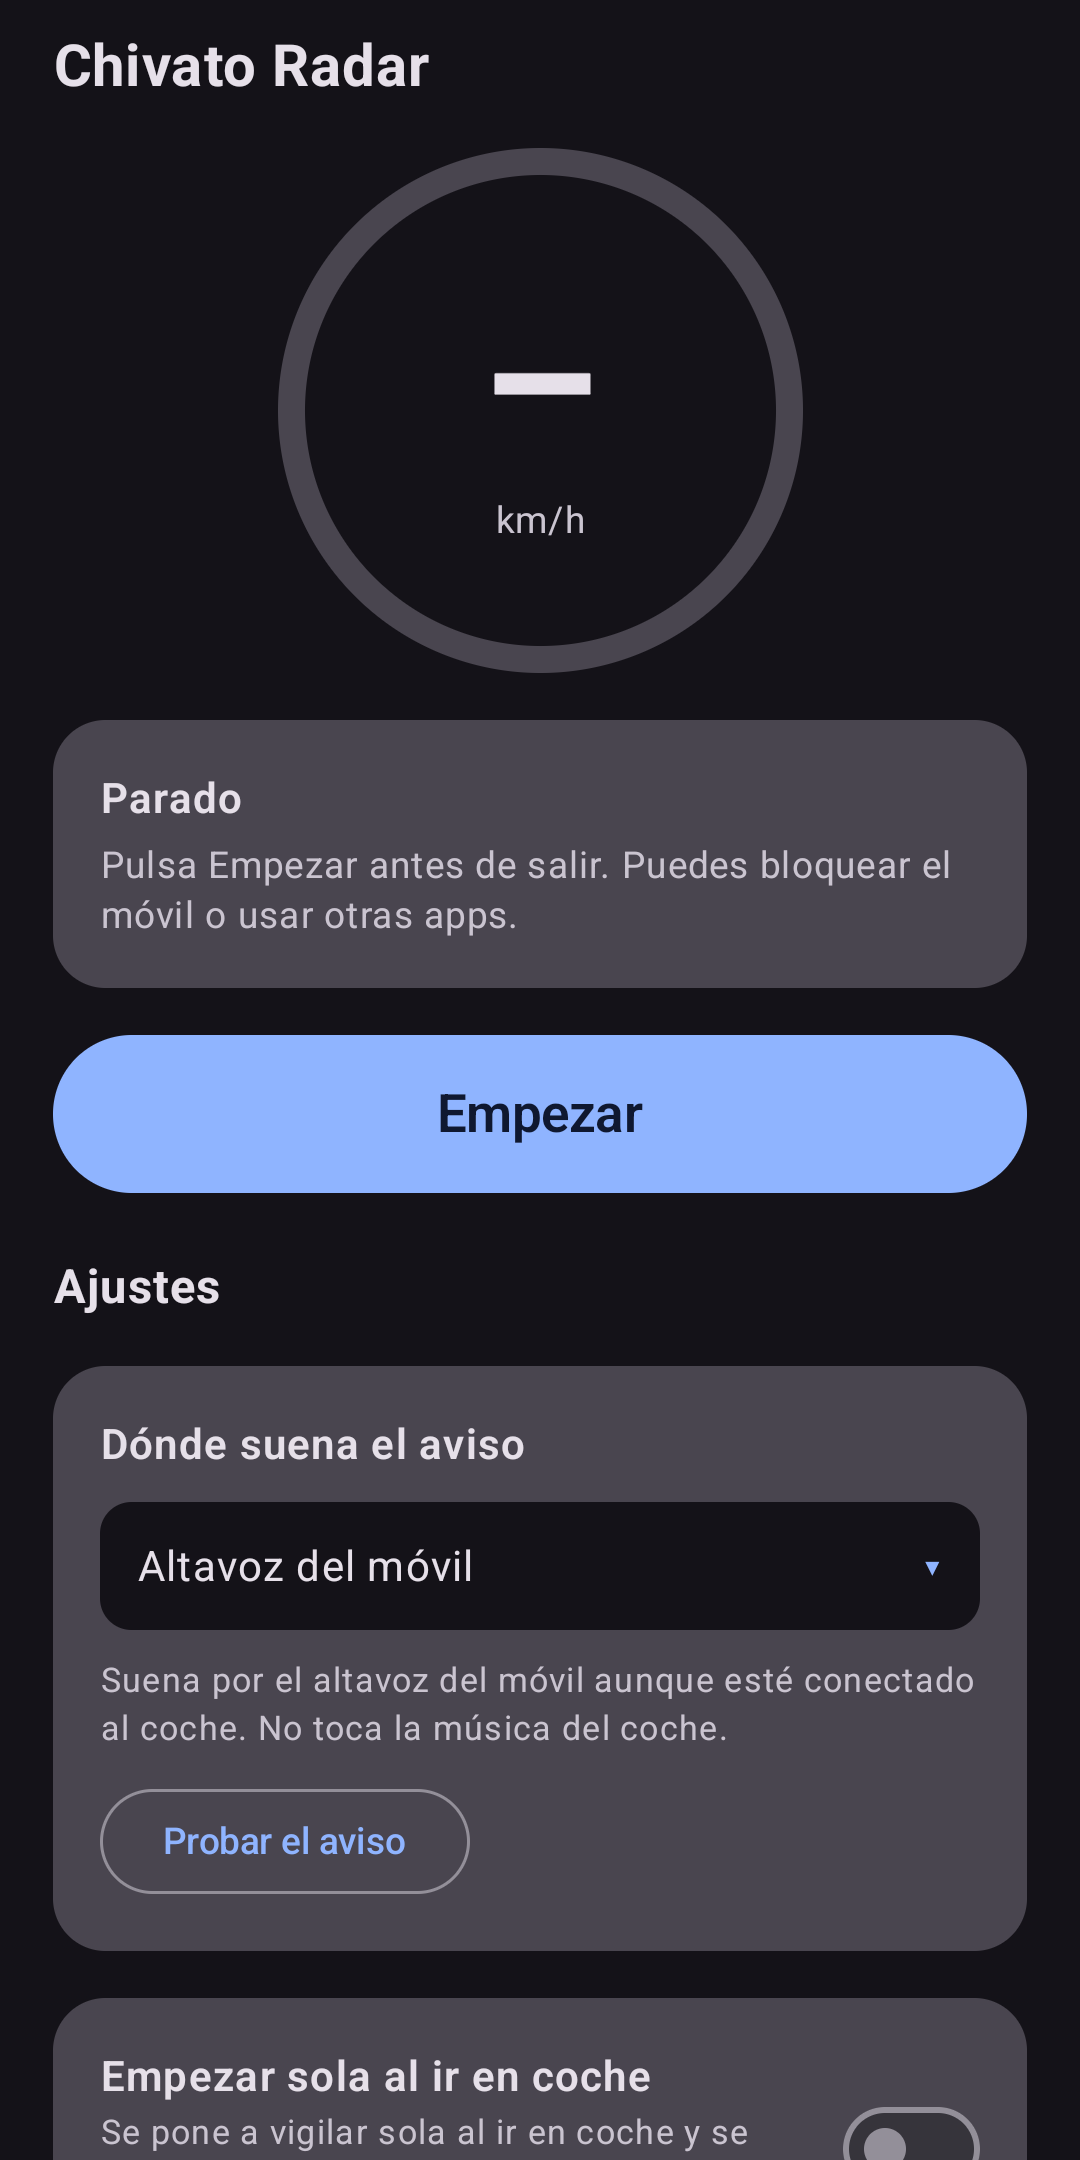 Chivato Radar
—
km/h
Parado
Pulsa Empezar antes de salir. Puedes bloquear el
móvil o usar otras apps.
Empezar
Ajustes
Dónde suena el aviso
Altavoz del móvil ▾
Suena por el altavoz del móvil aunque esté conectado
al coche. No toca la música del coche.
Probar el aviso
Empezar sola al ir en coche
Se pone a vigilar sola al ir en coche y se